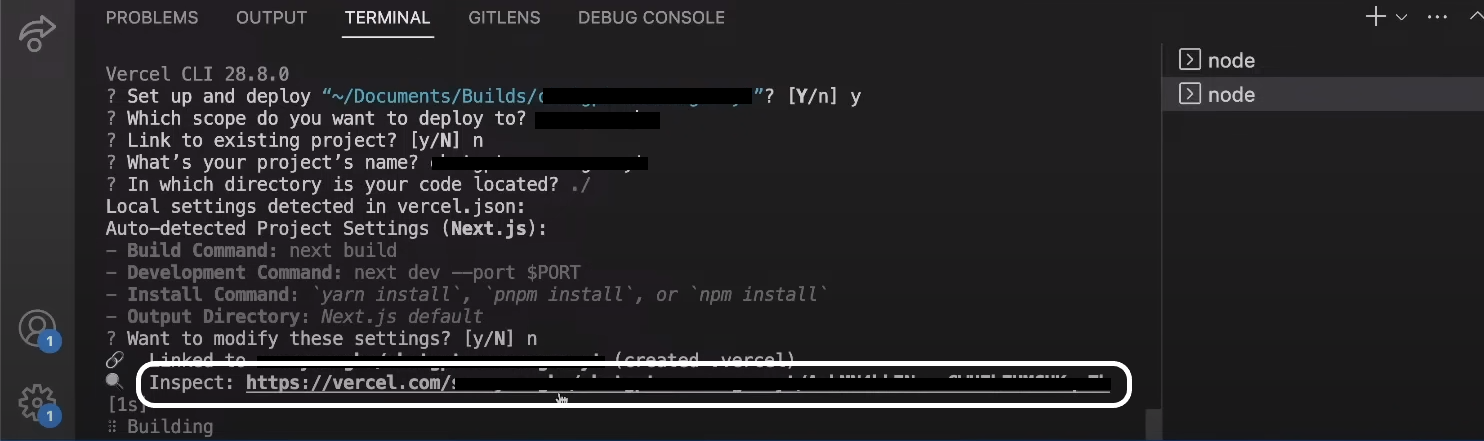 PROBLEMS OUTPUT TERMINAL GITLENS DEBUG CONSOLE
node
node
Vercel CLI 28.8.0
? Set up and deploy “~/Documents/Builds/ ”? [Y/n] y
? Which scope do you want to deploy to?
? Link to existing project? [y/N] n
? What’s your project’s name?
? In which directory is your code located? ./
Local settings detected in vercel.json:
Auto-detected Project Settings (Next.js):
- Build Command: next build
- Development Command: next dev --port $PORT
- Install Command: `yarn install`, `pnpm install`, or `npm install`
- Output Directory: Next.js default
? Want to modify these settings? [y/N] n
Linked to (created .vercel)
Inspect: https://vercel.com/
[1s]
Building
1
1